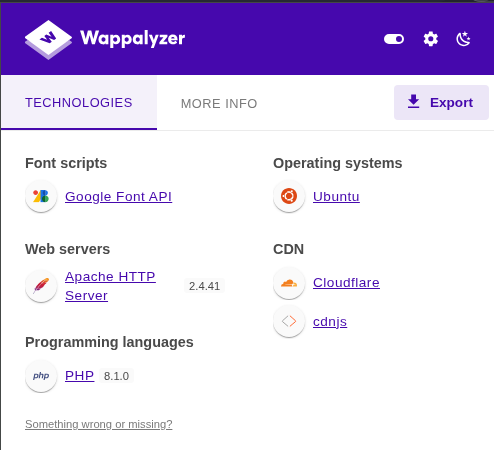 Wappalyzer
TECHNOLOGIES
MORE INFO
Export
Font scripts
Google Font API
Web servers
Apache HTTP
Server
2.4.41
Programming languages
php
PHP
8.1.0
Operating systems
Ubuntu
CDN
Cloudflare
cdnjs
Something wrong or missing?